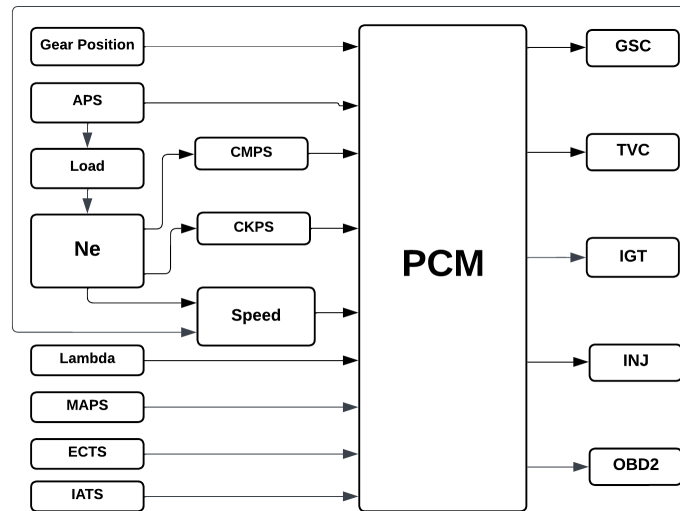 Gear Position
APS
Load
Ne
CMPS
CKPS
Speed
Lambda
MAPS
ECTS
IATS
PCM
GSC
TVC
IGT
INJ
OBD2